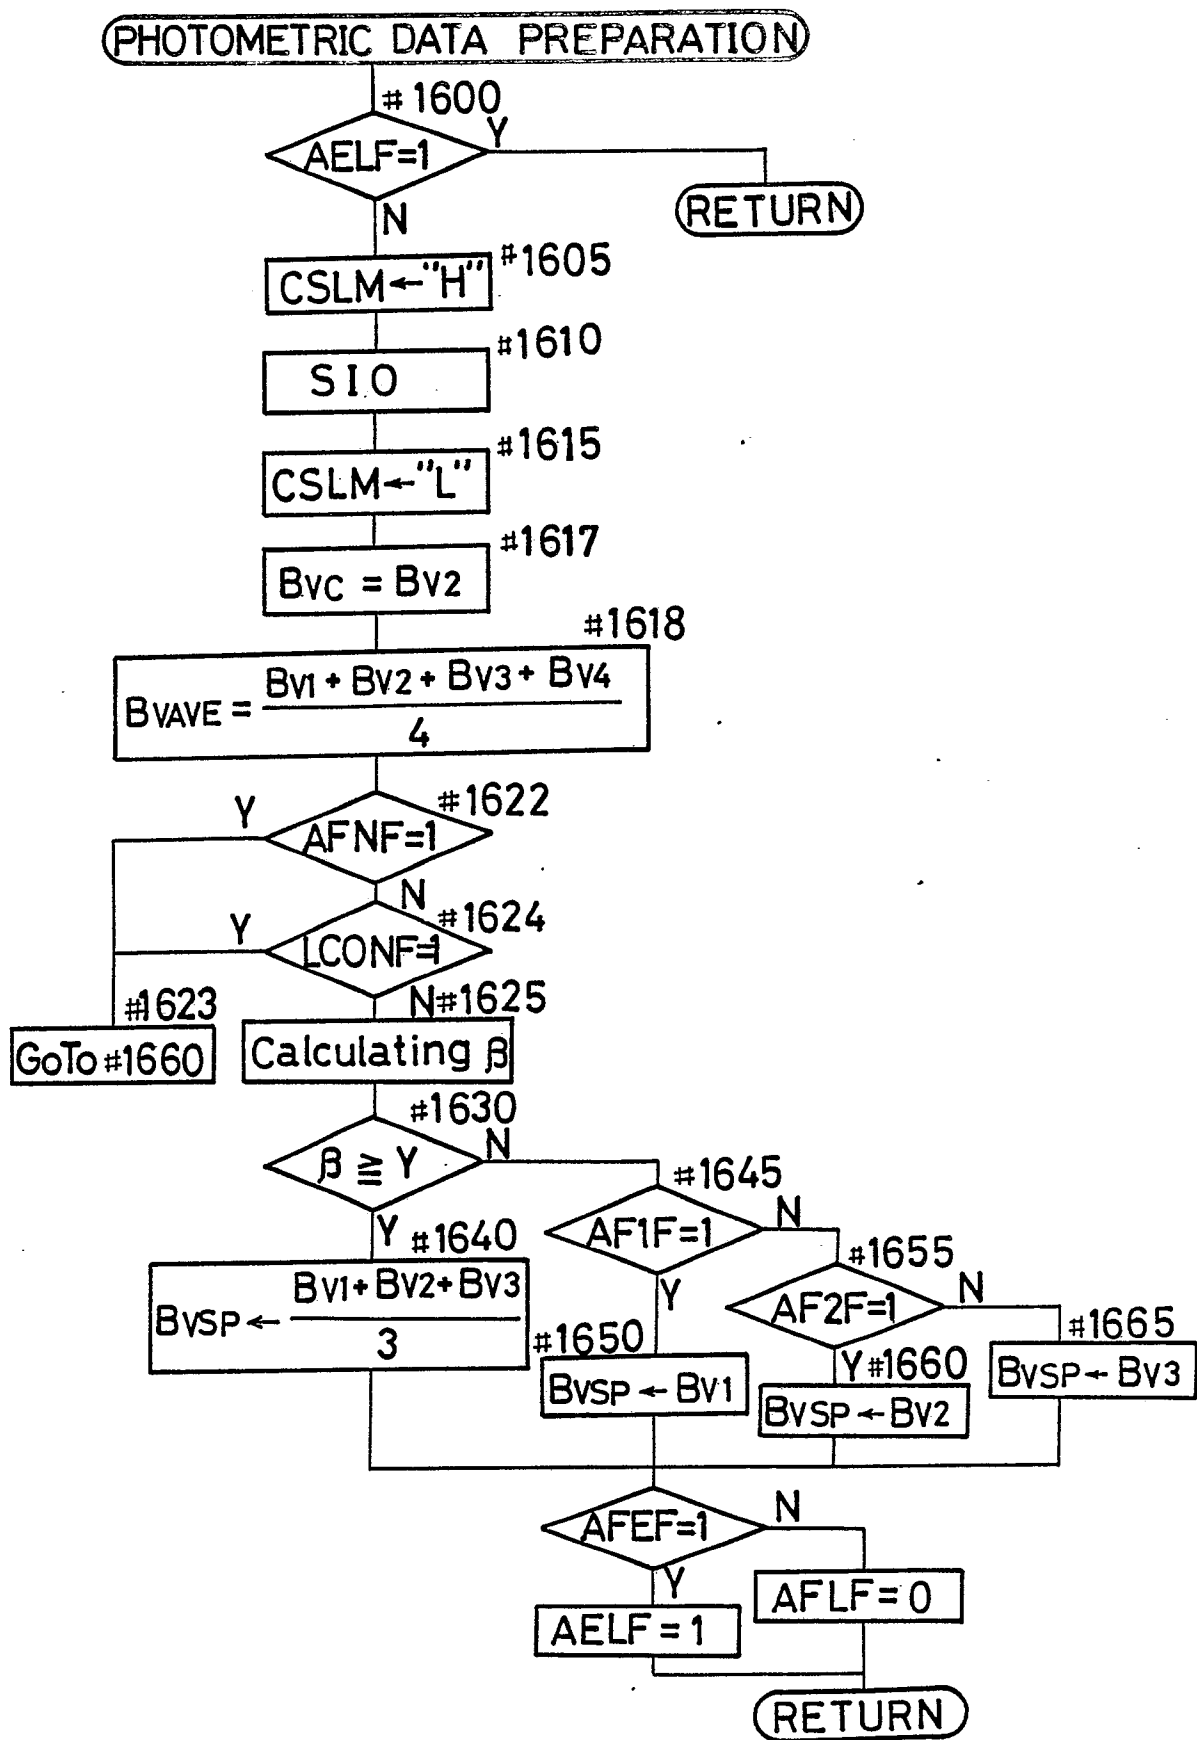 PHOTOMETRIC DATA PREPARATION
#1600
AELF=1
Y
RETURN
N
#1605
CSLM←"H"
#1610
SIO
#1615
CSLM←"L"
#1617
BVC = BV2
#1618
BVAVE = BV1 + BV2 + BV3 + BV4
4
#1622
AFNF=1
Y
N
#1624
LCONF=1
Y
N
#1623
GoTo #1660
#1625
Calculating β
#1630
β ≧ Y
N
Y
#1640
BVSP ← BV1 + BV2 + BV3
3
#1645
AF1F=1
N
Y
#1650
BVSP ← BV1
#1655
AF2F=1
N
Y
#1660
BVSP ← BV2
#1665
BVSP ← BV3
AFEF=1
N
Y
AFLF = 0
AELF = 1
RETURN